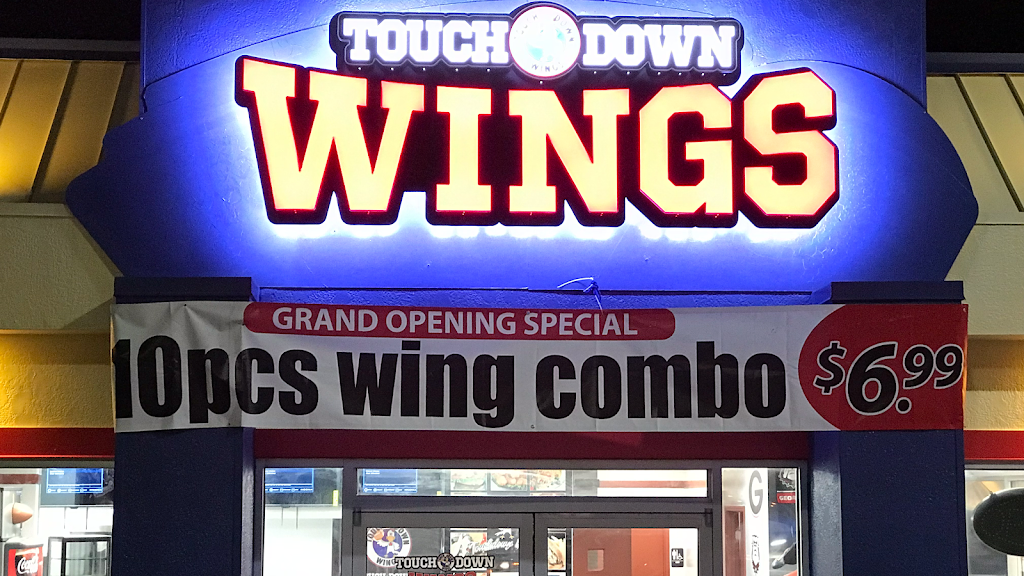 TOUCH DOWN
WINGS
GRAND OPENING SPECIAL
10pcs wing combo
$6.99
G
TOUCH DOWN